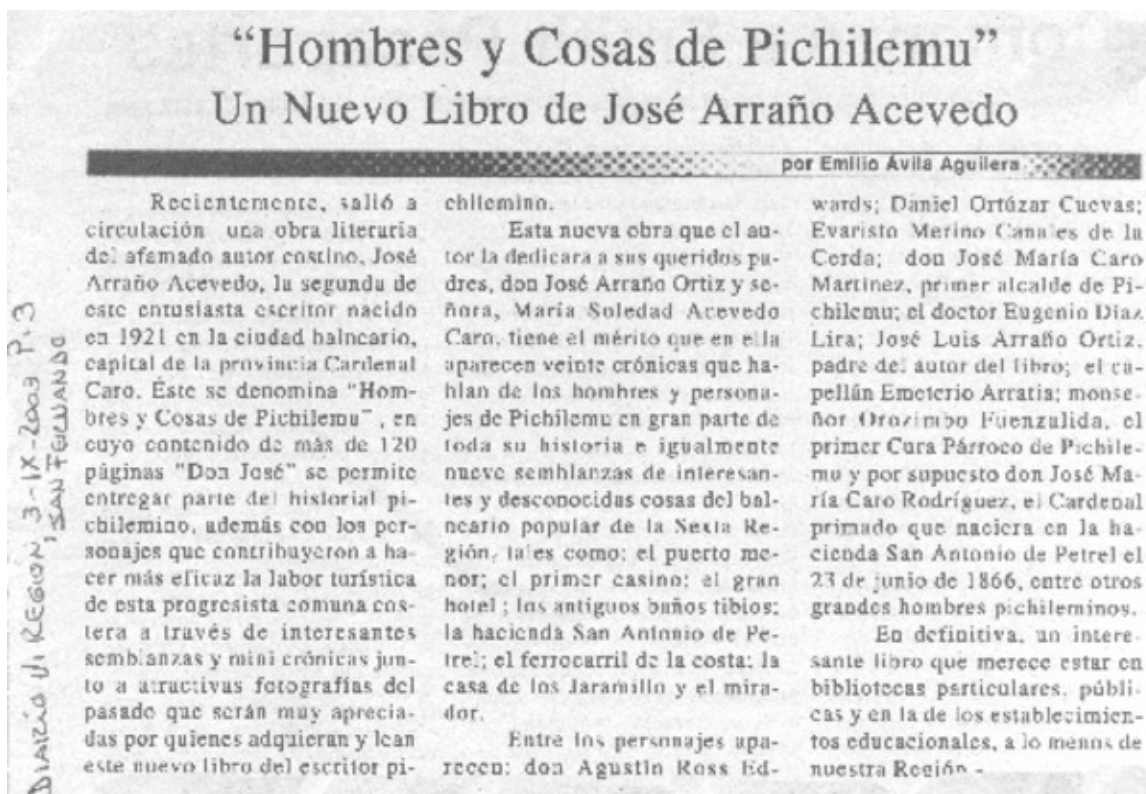 “Hombres y Cosas de Pichilemu”
Un Nuevo Libro de José Arraño Acevedo
por Emilio Ávila Aguilera
Recientemente, salió a
circulación una obra literaria
del afamado autor costino, José
Arraño Acevedo, la segunda de
este entusiasta escritor nacido
en 1921 en la ciudad balneario,
capital de la provincia Cardenal
Caro. Éste se denomina "Hom-
bres y Cosas de Pichilemu", en
cuyo contenido de más de 120
páginas "Don José" se permite
entregar parte del historial pi-
chilemino, además con los per-
sonajes que contribuyeron a ha-
cer más eficaz la labor turística
de esta progresista comuna cos-
tera a través de interesantes
semblanzas y mini crónicas jun-
to a atractivas fotografías del
pasado que serán muy aprecia-
das por quienes adquieran y lean
este nuevo libro del escritor pi-
chilemino.
Esta nueva obra que el au-
tor la dedicara a sus queridos pa-
dres, don José Arraño Ortiz y se-
ñora, María Soledad Acevedo
Caro, tiene el mérito que en ella
aparecen veinte crónicas que ha-
blan de los hombres y persona-
jes de Pichilemu en gran parte de
toda su historia e igualmente
nueve semblanzas de interesan-
tes y desconocidas cosas del bal-
neario popular de la Sexta Re-
gión, tales como: el puerto me-
nor; el primer casino; el gran
hotel ; los antiguos baños tibios;
la hacienda San Antonio de Pe-
trel; el ferrocarril de la costa; la
casa de los Jaramillo y el mira-
dor.
Entre los personajes apa-
recen: don Agustín Ross Ed-
wards; Daniel Ortúzar Cuevas;
Evaristo Merino Canales de la
Cerda; don José María Caro
Martínez, primer alcalde de Pi-
chilemu; el doctor Eugenio Díaz
Lira; José Luis Arraño Ortiz,
padre del autor del libro; el ca-
pellán Emeterio Arratia; monse-
ñor Orozimbo Fuenzalida, el
primer Cura Párroco de Pichile-
mu y por supuesto don José Ma-
ría Caro Rodríguez, el Cardenal
primado que naciera en la ha-
cienda San Antonio de Petrel el
23 de junio de 1866, entre otros
grandes hombres pichileminos.
En definitiva, un intere-
sante libro que merece estar en
bibliotecas particulares, públi-
cas y en la de los establecimien-
tos educacionales, a lo menos de
nuestra Región.-
DIARIO VI REGIÓN, 3-IX-2003 P.3
SAN FERNANDO